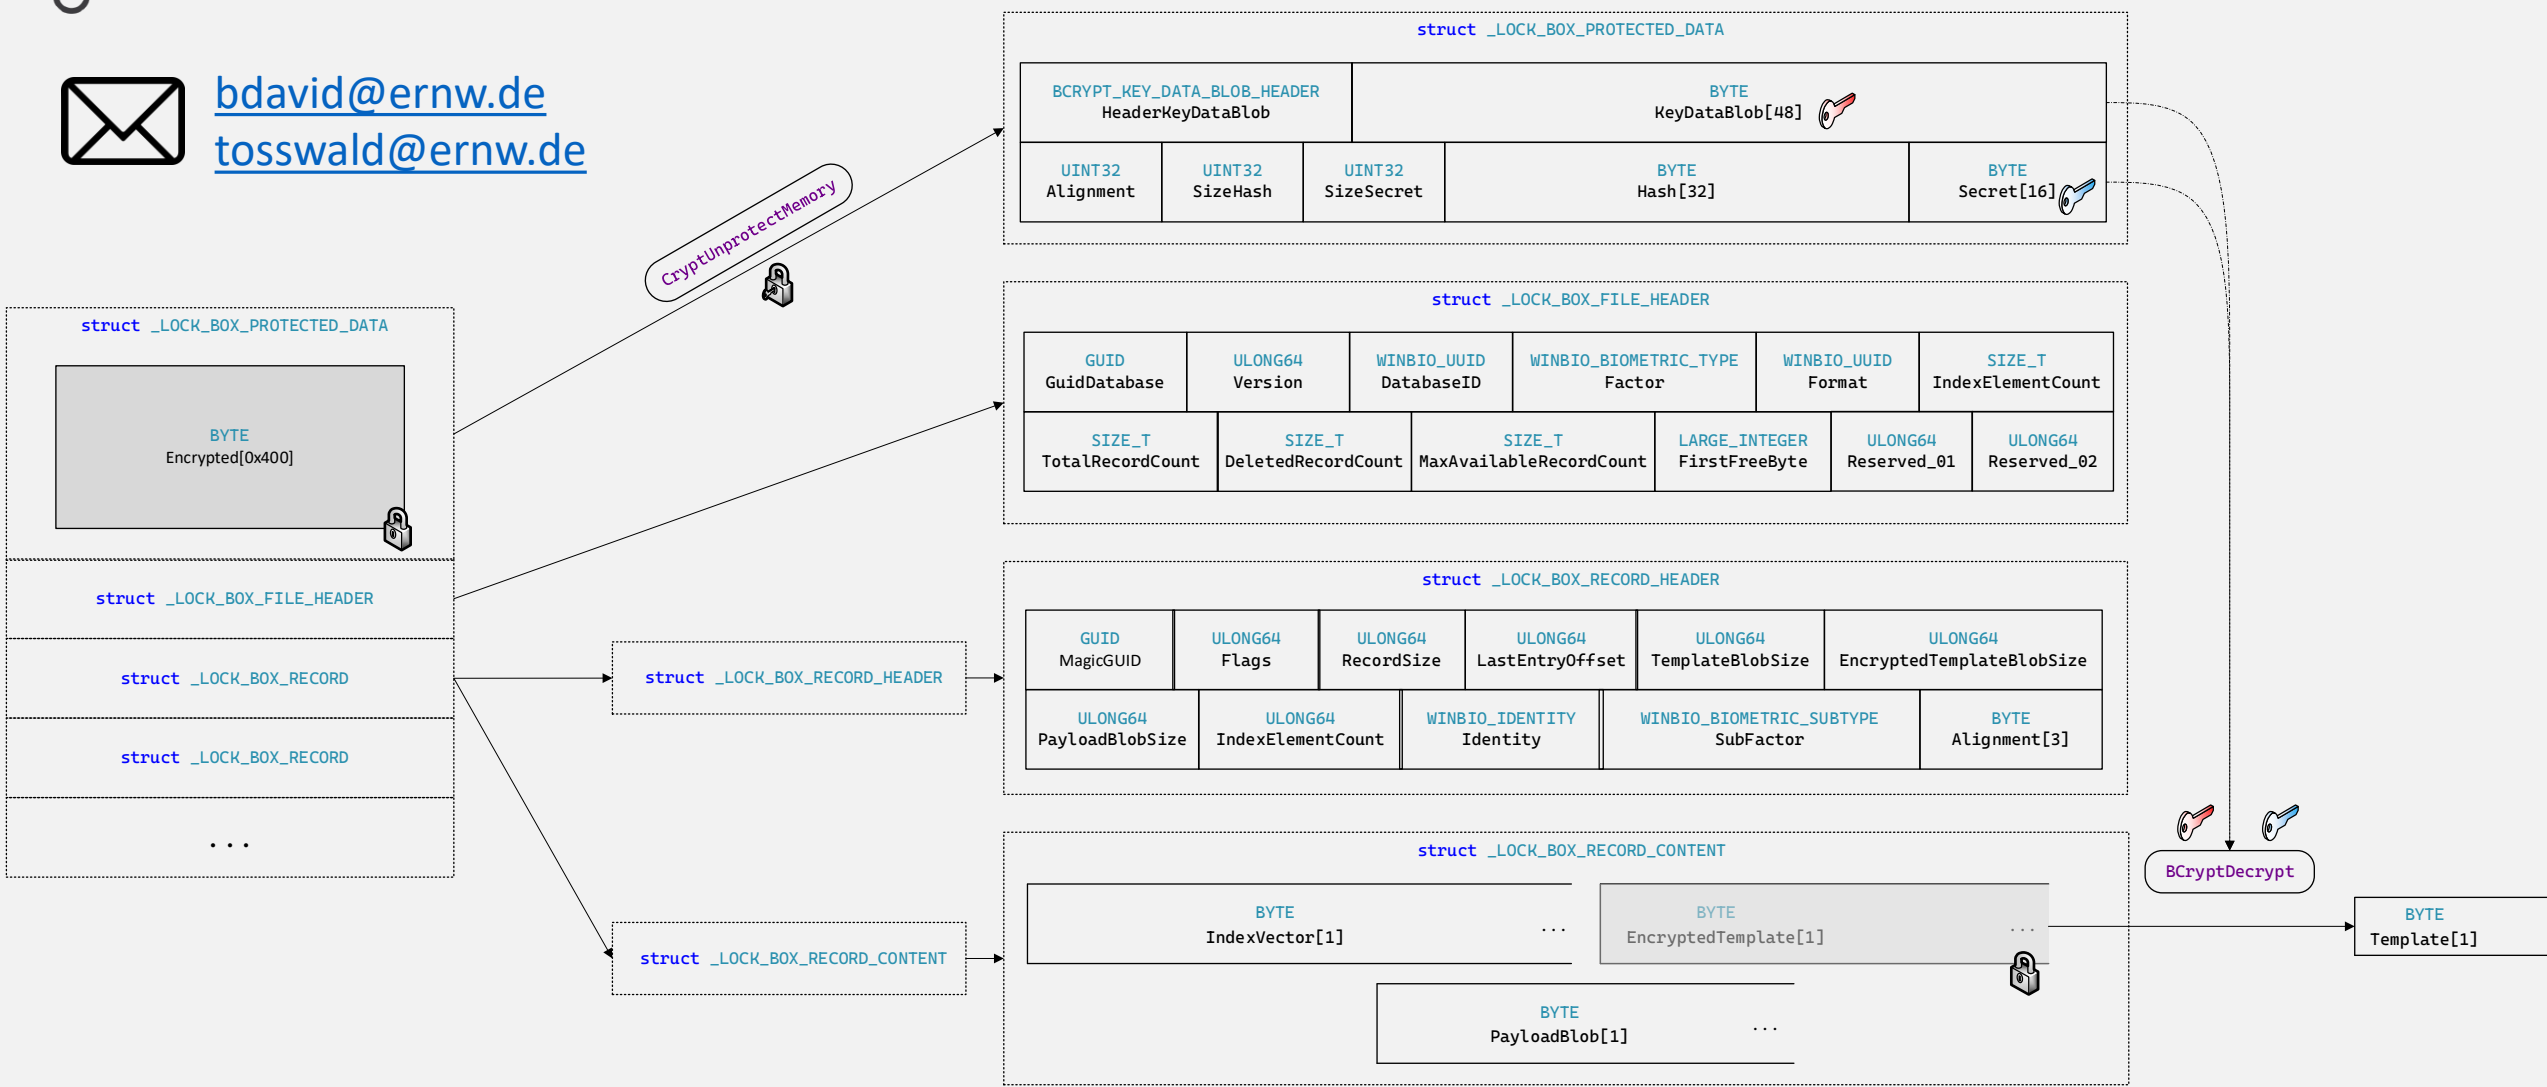 bdavid@ernw.de
tosswald@ernw.de
struct _LOCK_BOX_PROTECTED_DATA
BYTE
Encrypted[0x400]
struct _LOCK_BOX_FILE_HEADER
struct _LOCK_BOX_RECORD
struct _LOCK_BOX_RECORD
...
CryptUnprotectMemory
struct _LOCK_BOX_RECORD_HEADER
struct _LOCK_BOX_RECORD_CONTENT
struct _LOCK_BOX_PROTECTED_DATA
BCRYPT_KEY_DATA_BLOB_HEADER
HeaderKeyDataBlob
BYTE
KeyDataBlob[48]
UINT32
Alignment
UINT32
SizeHash
UINT32
SizeSecret
BYTE
Hash[32]
BYTE
Secret[16]
struct _LOCK_BOX_FILE_HEADER
GUID
GuidDatabase
ULONG64
Version
WINBIO_UUID
DatabaseID
WINBIO_BIOMETRIC_TYPE
Factor
WINBIO_UUID
Format
SIZE_T
IndexElementCount
SIZE_T
TotalRecordCount
SIZE_T
DeletedRecordCount
SIZE_T
MaxAvailableRecordCount
LARGE_INTEGER
FirstFreeByte
ULONG64
Reserved_01
ULONG64
Reserved_02
struct _LOCK_BOX_RECORD_HEADER
GUID
MagicGUID
ULONG64
Flags
ULONG64
RecordSize
ULONG64
LastEntryOffset
ULONG64
TemplateBlobSize
ULONG64
EncryptedTemplateBlobSize
ULONG64
PayloadBlobSize
ULONG64
IndexElementCount
WINBIO_IDENTITY
Identity
WINBIO_BIOMETRIC_SUBTYPE
SubFactor
BYTE
Alignment[3]
struct _LOCK_BOX_RECORD_CONTENT
BYTE
IndexVector[1] ...
BYTE
EncryptedTemplate[1] ...
BYTE
PayloadBlob[1] ...
BCryptDecrypt
BYTE
Template[1]